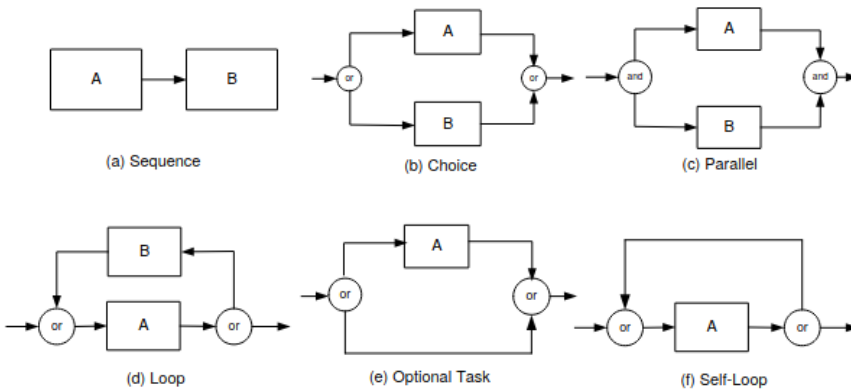 A
B
(a) Sequence
A
or
or
B
(b) Choice
A
and
and
B
(c) Parallel
B
or
A
or
(d) Loop
A
or
or
(e) Optional Task
or
A
or
(f) Self-Loop